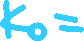 Ko =